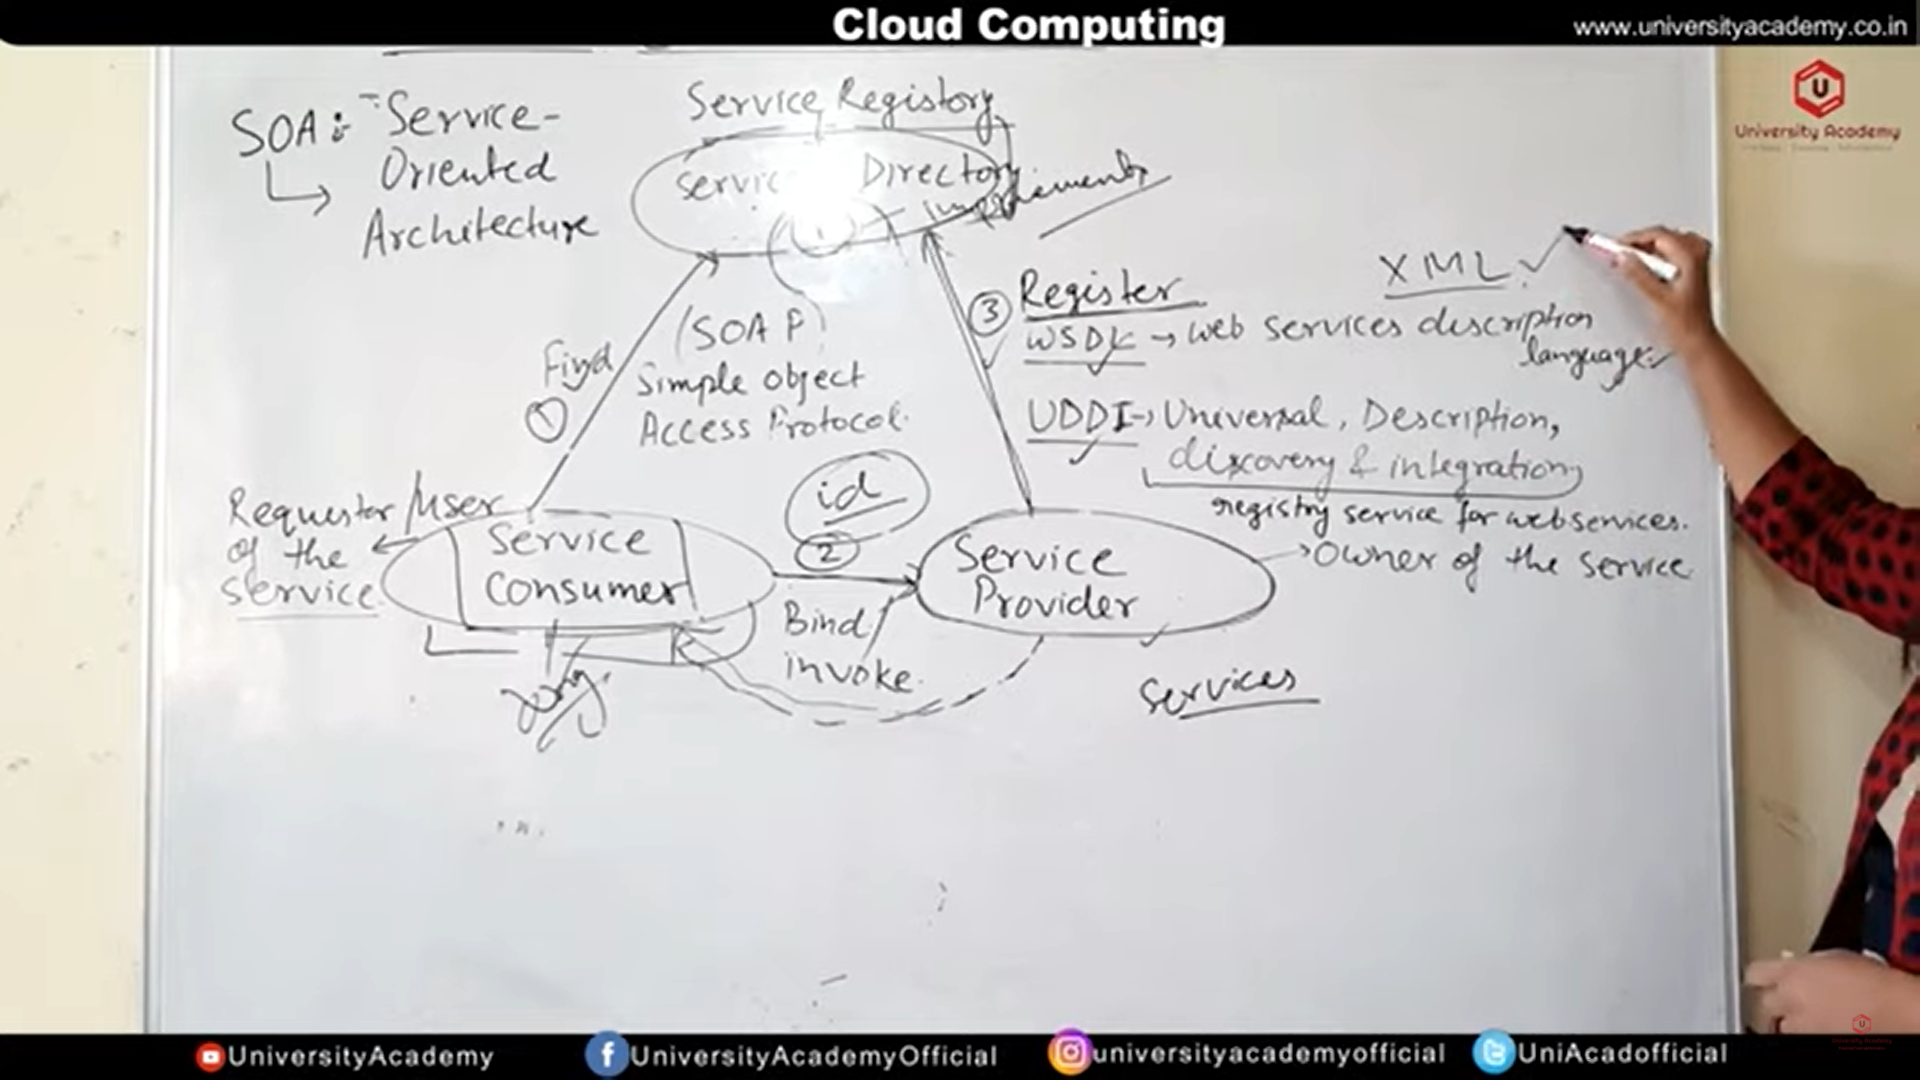 Cloud Computing
www.universityacademy.co.in
U
University Academy
SOA :- Service-
Oriented
Architecture
Service Registory
Service Directory
implements
Find
1
(SOAP)
Simple object
Access Protocol.
3
Register
WSDL → web services description
language.
XML
UDDI → Universal, Description,
discovery & integration
registry service for webservices.
Owner of the service
Requestor/User
of the
service
Service
Consumer
id
2
Bind/
invoke.
Service
Provider
services
UniversityAcademy
UniversityAcademyOfficial
universityacademyofficial
UniAcadofficial